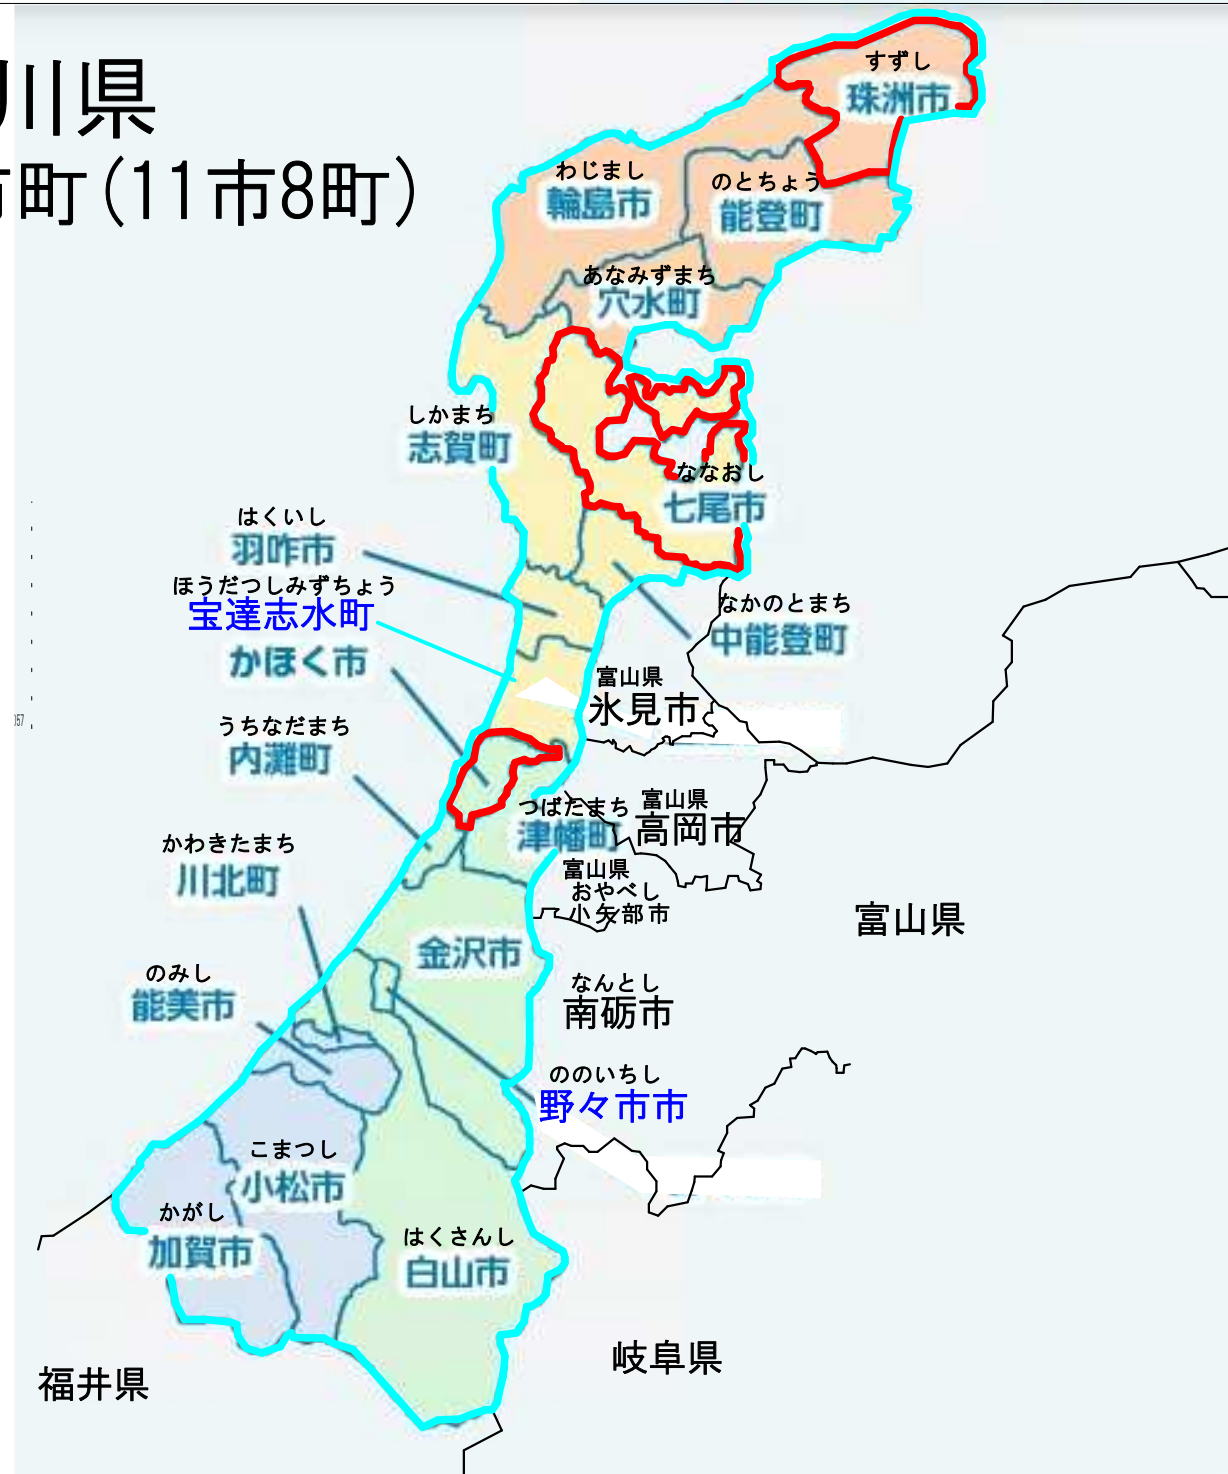 川県
市町(11市8町)
すずし
珠洲市
わじまし
輪島市
のとちょう
能登町
あなみずまち
穴水町
しかまち
志賀町
ななおし
七尾市
はくいし
羽咋市
ほうだつしみずちょう
宝達志水町
なかのとまち
中能登町
かほく市
富山県
氷見市
うちなだまち
内灘町
つばたまち
津幡町
富山県
高岡市
かわきたまち
川北町
富山県
おやべし
小矢部市
富山県
金沢市
のみし
能美市
なんとし
南砺市
ののいちし
野々市市
こまつし
小松市
かがし
加賀市
はくさんし
白山市
岐阜県
福井県